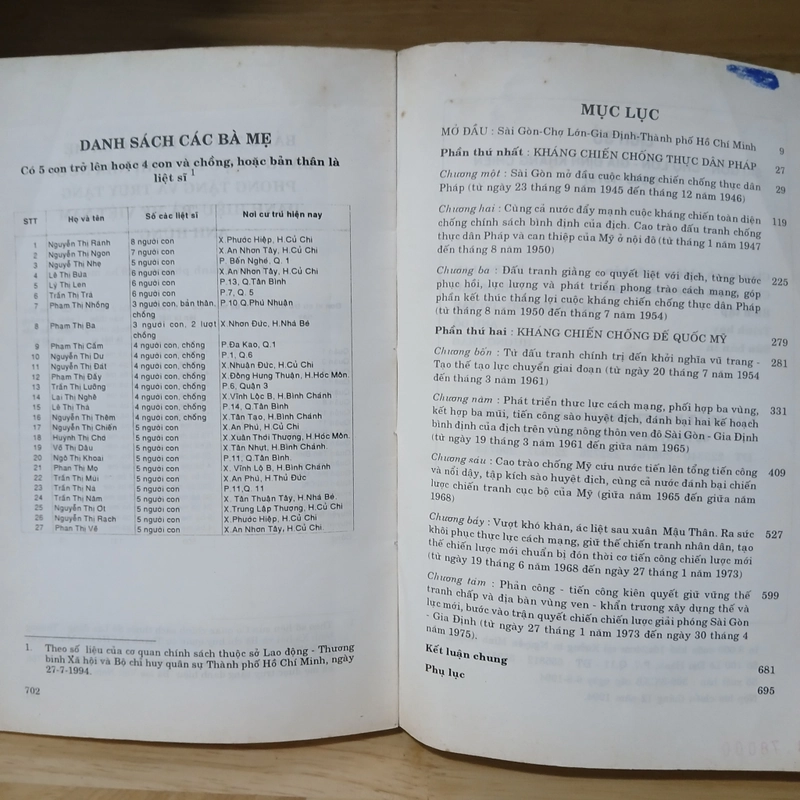 DANH SÁCH CÁC BÀ MẸ
Có 5 con trở lên hoặc 4 con và chồng, hoặc bản thân là
liệt sĩ 1
STT Họ và tên Số các liệt sĩ Nơi cư trú hiện nay
1 Nguyễn Thị Rành 8 người con X.Phước Hiệp, H.Củ Chi
2 Nguyễn Thị Ngon 7 người con X.An Nhơn Tây, H.Củ Chi
3 Nguyễn Thị Nhẹ 5 người con P. Bến Nghé, Q. 1
4 Lê Thị Búa 6 người con X.An Nhơn Tây, H.Củ Chi
5 Lý Thị Len 6 người con P.13, Q.Tân Bình
6 Trần Thị Trà 6 người con P.7, Q.5
7 Phạm Thị Nhồng 3 người con, bản thân, P.10,Q.Phú Nhuận
chồng
8 Phạm Thị Ba 3 người con, 2 lượt X.Nhơn Đức, H.Nhà Bè
chồng
9 Phạm Thị Cầm 4 người con, chồng P.Đa Kao, Q.1
10 Nguyễn Thị Du 4 người con, chồng P.1, Q.6
11 Nguyễn Thị Đát 4 người con, chồng X.Nhuận Đức, H.Củ Chi
12 Phạm Thị Đầy 4 người con, chồng X.Đông Hưng Thuận, H.Hóc Môn.
13 Trần Thị Lưỡng 4 người con, chồng P.6, Quận 3
14 Lại Thị Nghê 4 người con, chồng X.Vĩnh Lộc B, H.Bình Chánh
15 Lê Thị Thà 4 người con, chồng P.14, Q.Tân Bình
16 Nguyễn Thị Thêm 4 người con, chồng X.Tân Tạo, H.Bình Chánh
17 Nguyễn Thị Chiến 5 người con X.An Phú, H.Củ Chi
18 Huỳnh Thị Chơ 5 người con X.Xuân Thới Thượng, H.Hóc Môn.
19 Võ Thị Dậu 5 người con X.Tân Nhựt, H.Bình Chánh.
20 Ngô Thị Khoai 5 người con P.11, Q.Tân Bình.
21 Phan Thị Mọ 5 người con X. Vĩnh Lộ B, H.Bình Chánh
22 Trần Thị Mùi 5 người con X.An Phú, H.Thủ Đức
23 Trần Thị Na 5 người con P.11,Q.11
24 Trần Thị Năm 5 người con X. Tân Thuận Tây, H.Nhà Bè.
25 Nguyễn Thị Ót 5 người con X.Trung Lập Thượng, H.Củ Chi
26 Nguyễn Thị Rạch 5 người con X.Phước Hiệp, H.Củ Chi
27 Phan Thị Vẽ 5 người con X.An Nhơn Tây, H.Củ Chi
1. Theo số liệu của cơ quan chính sách thuộc sở Lao động - Thương
binh Xã hội và Bộ chỉ huy quân sự Thành phố Hồ Chí Minh, ngày
27-7-1994.
702
MỤC LỤC
MỞ ĐẦU : Sài Gòn-Chợ Lớn-Gia Định-Thành phố Hồ Chí Minh 9
Phần thứ nhất : KHÁNG CHIẾN CHỐNG THỰC DÂN PHÁP 27
Chương một : Sài Gòn mở đầu cuộc kháng chiến chống thực dân 29
Pháp (từ ngày 23 tháng 9 năm 1945 đến tháng 12 năm 1946)
Chương hai : Cùng cả nước đẩy mạnh cuộc kháng chiến toàn diện 119
chống chính sách bình định của địch. Cao trào đấu tranh chống
thực dân Pháp và can thiệp của Mỹ ở nội đô (từ tháng 1 năm 1947
đến tháng 8 năm 1950)
Chương ba : Đấu tranh giằng co quyết liệt với địch, từng bước 225
phục hồi, lực lượng và phát triển phong trào cách mạng, góp
phần kết thúc thắng lợi cuộc kháng chiến chống thực dân Pháp
(từ tháng 8 năm 1950 đến tháng 7 năm 1954)
Phần thứ hai : KHÁNG CHIẾN CHỐNG ĐẾ QUỐC MỸ 279
Chương bốn : Từ đấu tranh chính trị đến khởi nghĩa vũ trang - 281
Tạo thế tạo lực chuyển giai đoạn (từ ngày 20 tháng 7 năm 1954
đến tháng 3 năm 1961)
Chương năm : Phát triển thực lực cách mạng, phối hợp ba vùng, 331
kết hợp ba mũi, tiến công sào huyệt địch, đánh bại hai kế hoạch
bình định của địch trên vùng nông thôn ven đô Sài Gòn - Gia Định
(từ ngày 19 tháng 3 năm 1961 đến giữa năm 1965)
Chương sáu : Cao trào chống Mỹ cứu nước tiến lên tổng tiến công 409
và nổi dậy, tập kích sào huyệt địch, cùng cả nước đánh bại chiến
lược chiến tranh cục bộ của Mỹ (giữa năm 1965 đến giữa năm
1968)
Chương bảy : Vượt khó khăn, ác liệt sau xuân Mậu Thân. Ra sức 527
khôi phục thực lực cách mạng, giữ thế chiến tranh nhân dân, tạo
thế chiến lược mới chuẩn bị đón thời cơ tiến công chiến lược mới
(từ ngày 19 tháng 6 năm 1968 đến ngày 27 tháng 1 năm 1973)
Chương tám : Phản công - tiến công kiên quyết giữ vững thế 599
tranh chấp và địa bàn vùng ven - khẩn trương xây dựng thế và
lực mới, bước vào trận quyết chiến chiến lược giải phóng Sài Gòn
- Gia Định (từ ngày 27 tháng 1 năm 1973 đến ngày 30 tháng 4
năm 1975).
Kết luận chung 681
Phụ lục 695